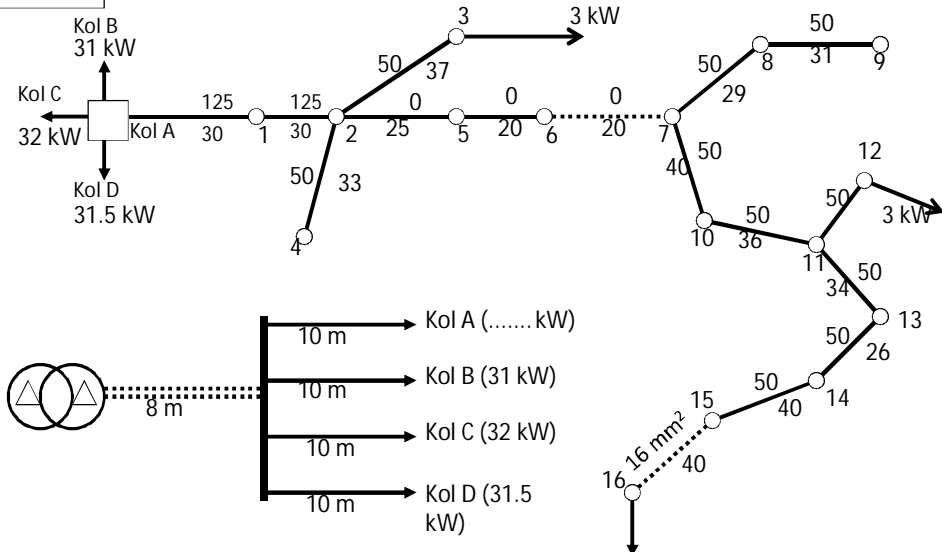 Kol B
31 kW
Kol C
32 kW
Kol A
Kol D
31.5 kW
125
30
1
125
30
2
50
37
3
3 kW
50
33
4
0
25
5
0
20
6
0
20
7
50
29
8
50
31
9
40
50
10
50
36
11
50
12
3 kW
50
34
13
50
26
14
50
40
15
16 mm²
40
16
8 m
10 m
Kol A (....... kW)
10 m
Kol B (31 kW)
10 m
Kol C (32 kW)
10 m
Kol D (31.5
kW)